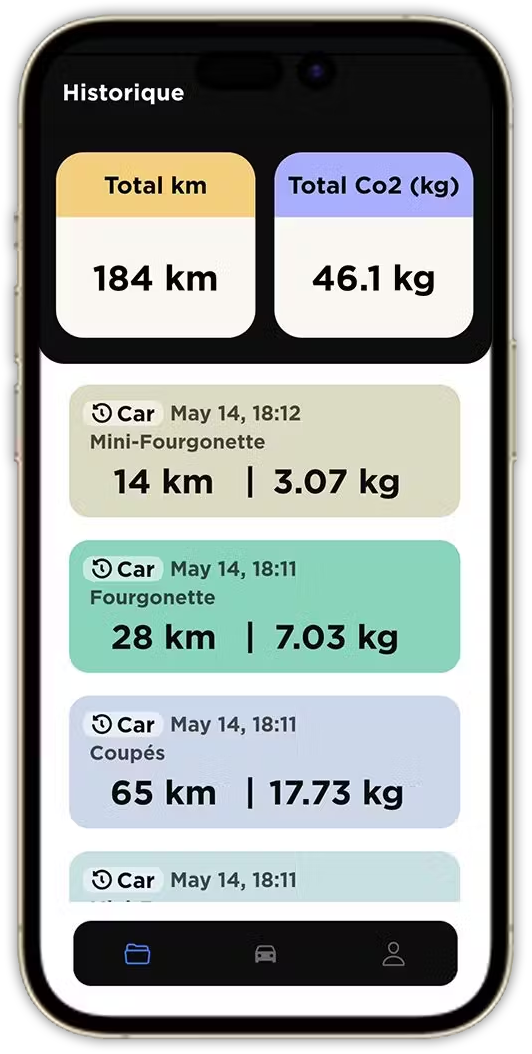 Historique
Total km
Total Co2 (kg)
184 km
46.1 kg
Car May 14, 18:12
Mini-Fourgonette
14 km | 3.07 kg
Car May 14, 18:11
Fourgonette
28 km | 7.03 kg
Car May 14, 18:11
Coupés
65 km | 17.73 kg
Car May 14, 18:11